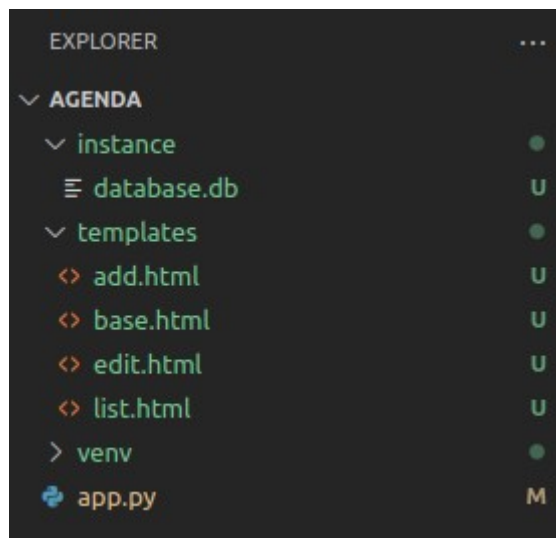 EXPLORER ...
AGENDA
instance
database.db U
templates
add.html U
base.html U
edit.html U
list.html U
venv
app.py M